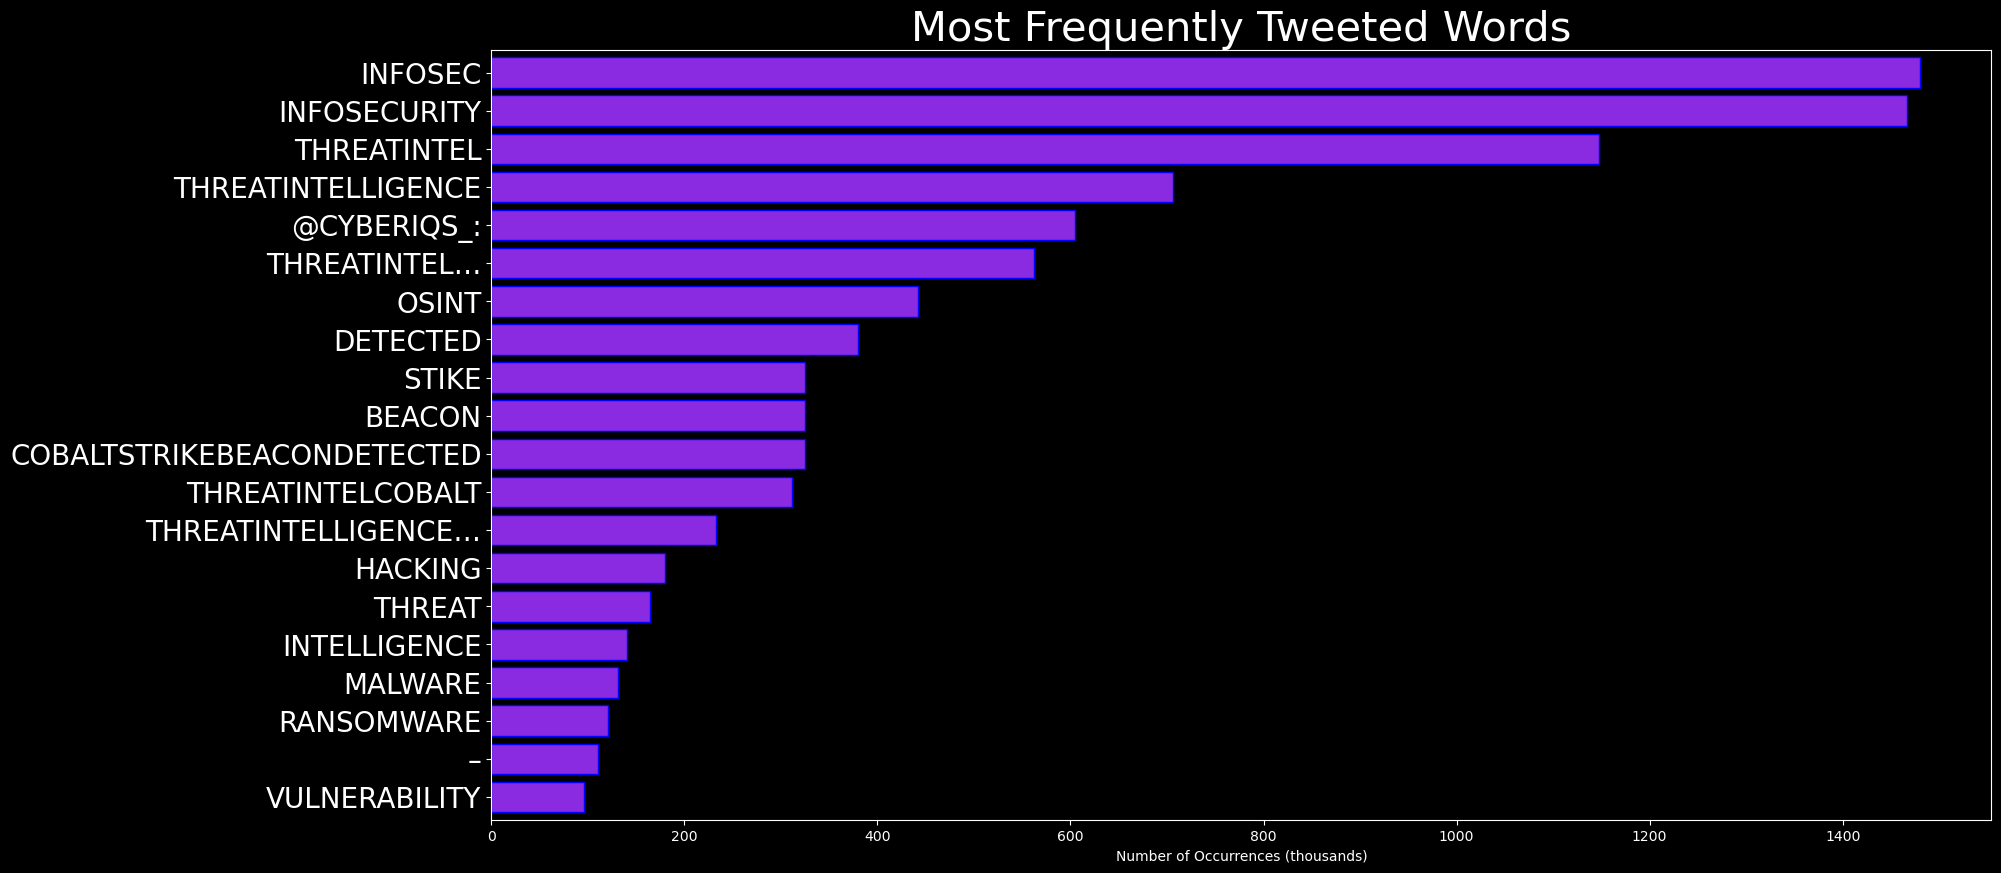 Most Frequently Tweeted Words
INFOSEC
INFOSECURITY
THREATINTEL
THREATINTELLIGENCE
@CYBERIQS_:
THREATINTEL…
OSINT
DETECTED
STIKE
BEACON
COBALTSTRIKEBEACONDETECTED
THREATINTELCOBALT
THREATINTELLIGENCE…
HACKING
THREAT
INTELLIGENCE
MALWARE
RANSOMWARE
–
VULNERABILITY
0 200 400 600 800 1000 1200 1400
Number of Occurrences (thousands)